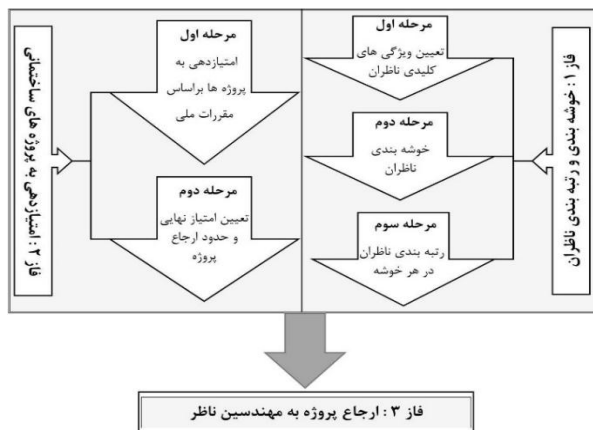 فاز ۱: خوشه بندی و رتبه بندی ناظران
مرحله اول
تعیین ویژگی های
کلیدی ناظران
مرحله دوم
خوشه بندی
ناظران
مرحله سوم
رتبه بندی ناظران
در هر خوشه
فاز ۲: امتیازدهی به پروژه های ساختمانی
مرحله اول
امتیازدهی به
پروژه ها براساس
مقررات ملی
مرحله دوم
تعیین امتیاز نهایی
و حدود ارجاع
پروژه
فاز ۳: ارجاع پروژه به مهندسین ناظر